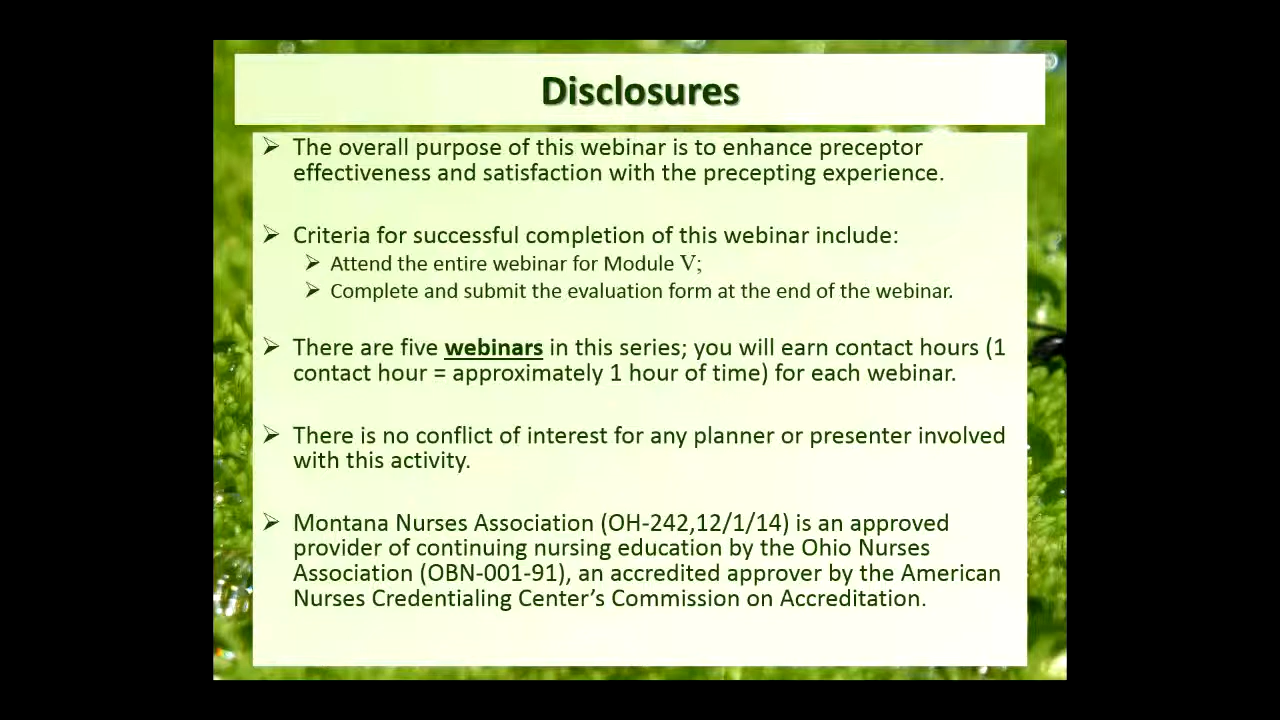 Disclosures
➢ The overall purpose of this webinar is to enhance preceptor
effectiveness and satisfaction with the precepting experience.
➢ Criteria for successful completion of this webinar include:
➢ Attend the entire webinar for Module V;
➢ Complete and submit the evaluation form at the end of the webinar.
➢ There are five webinars in this series; you will earn contact hours (1
contact hour = approximately 1 hour of time) for each webinar.
➢ There is no conflict of interest for any planner or presenter involved
with this activity.
➢ Montana Nurses Association (OH-242,12/1/14) is an approved
provider of continuing nursing education by the Ohio Nurses
Association (OBN-001-91), an accredited approver by the American
Nurses Credentialing Center’s Commission on Accreditation.